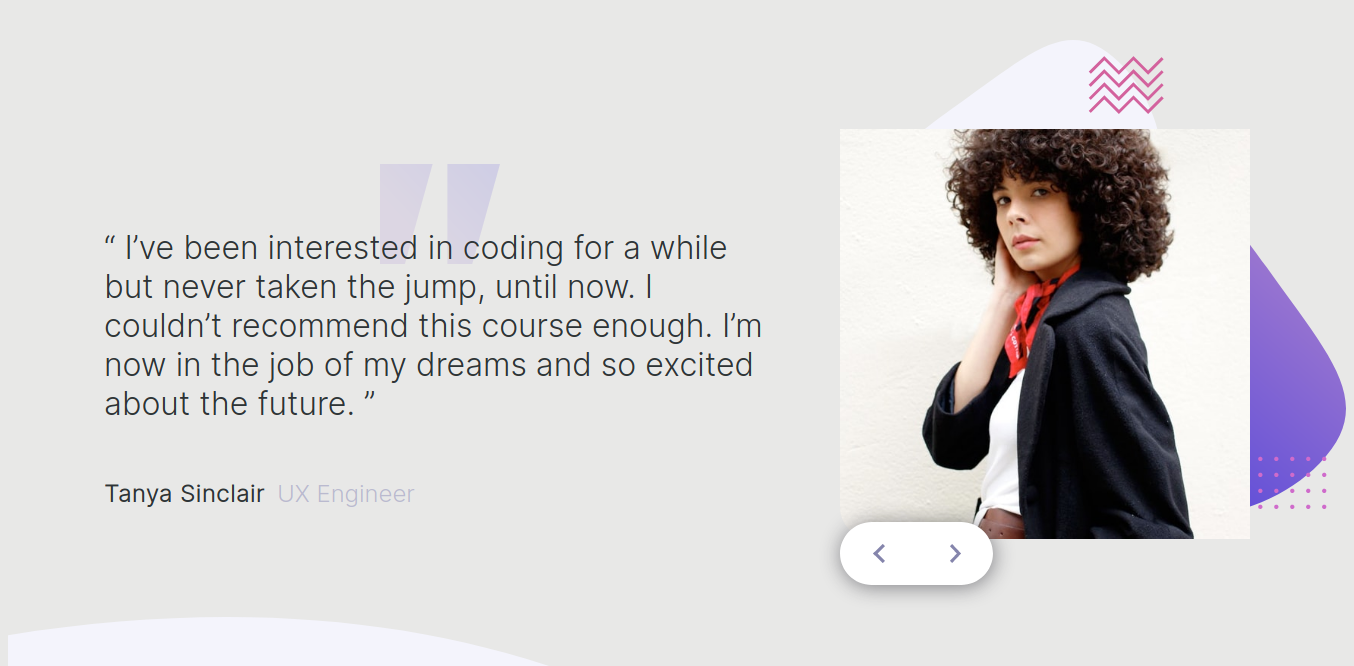 “ I’ve been interested in coding for a while
but never taken the jump, until now. I
couldn’t recommend this course enough. I’m
now in the job of my dreams and so excited
about the future. ”
Tanya Sinclair UX Engineer